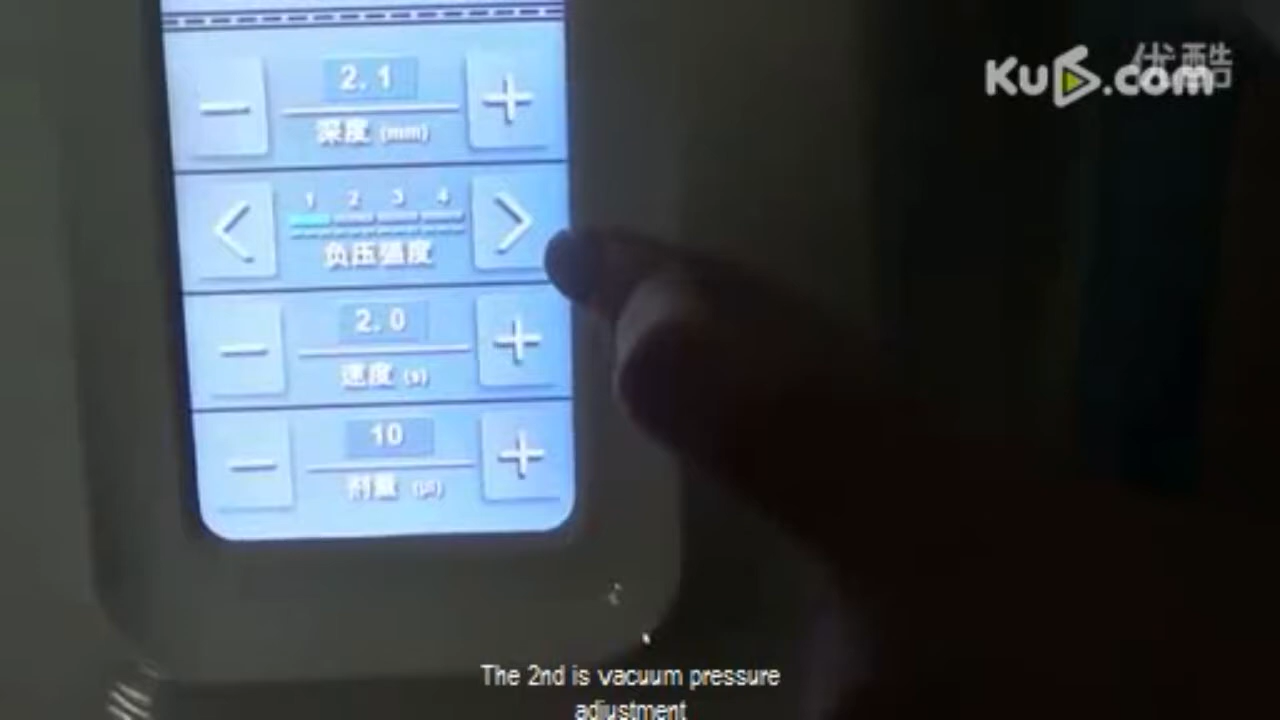 优酷
Ku6.com
2.1
深度 (mm)
1 2 3 4
负压强度
2.0
速度 (s)
10
剂量 (μl)
The 2nd is vacuum pressure
adjustment